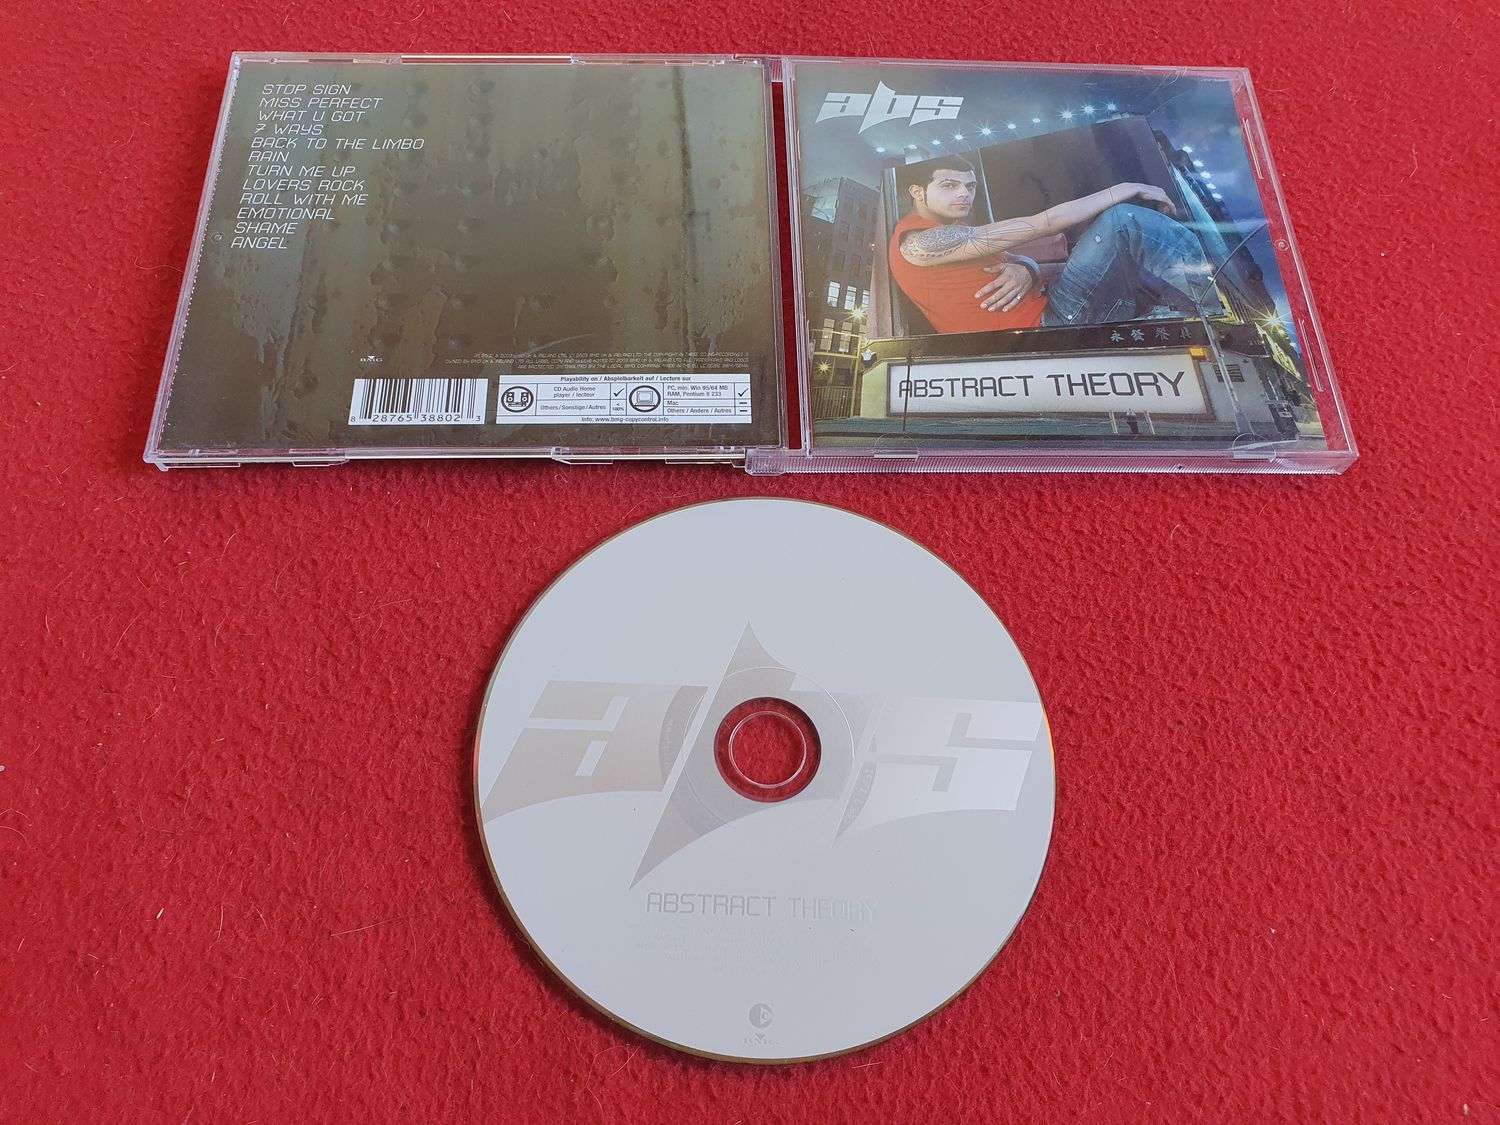 STOP SIGN
MISS PERFECT
WHAT U GOT
7 WAYS
BACK TO THE LIMBO
RAIN
TURN ME UP
LOVERS ROCK
ROLL WITH ME
EMOTIONAL
SHAME
ANGEL
BMG
8 28765 38802 3
Playability on / Abspielbarkeit auf / Lecture sur
CD Audio Home
player / lecteur
Others / Sonstige / Autres
100%
PC, min. Win 95/64 MB
RAM, Pentium II 233
Mac
Others / Andere / Autres
Info: www.bmg-copycontrol.info
abs
ABSTRACT THEORY
abs
ABSTRACT THEORY
BMG